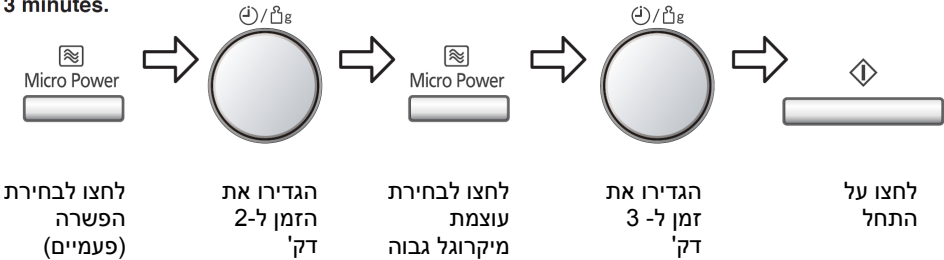 3 minutes.
/ g
/ g
Micro Power
Micro Power
לחצו לבחירת
הפשרה
(פעמיים)
הגדירו את
הזמן ל-2
דק'
לחצו לבחירת
עוצמת
מיקרוגל גבוה
הגדירו את
זמן ל- 3
דק'
לחצו על
התחל